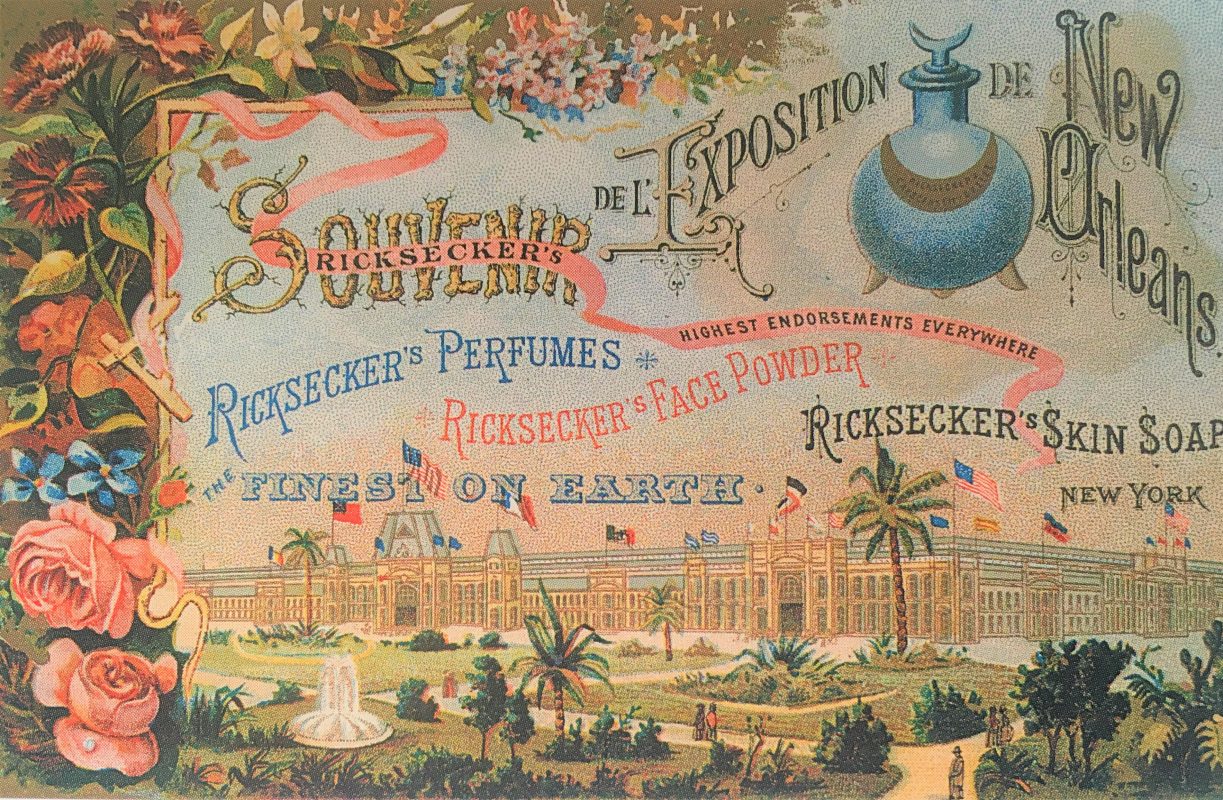 SOUVENIR DE L'EXPOSITION DE NEW ORLEANS.
RICKSECKER'S
HIGHEST ENDORSEMENTS EVERYWHERE
RICKSECKER'S PERFUMES
RICKSECKER'S FACE POWDER
RICKSECKER'S SKIN SOAP
THE FINEST ON EARTH.
NEW YORK